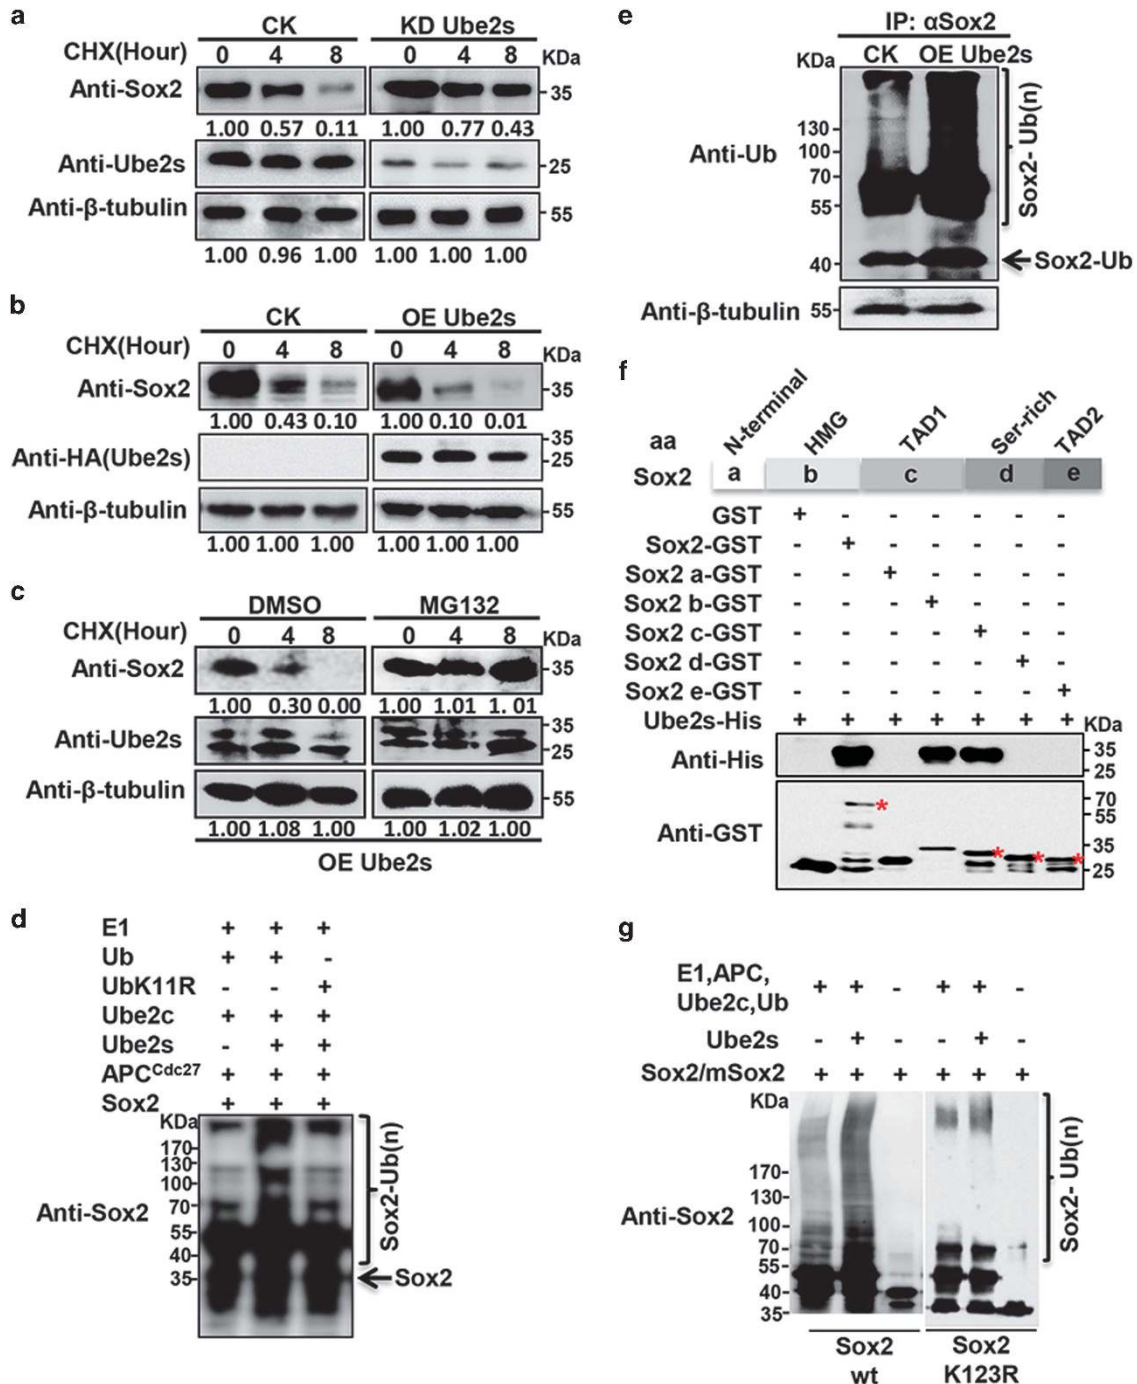 a
CK KD Ube2s
CHX(Hour) 0 4 8 0 4 8 KDa
Anti-Sox2 -35
1.00 0.57 0.11 1.00 0.77 0.43
Anti-Ube2s -25
Anti-β-tubulin -55
1.00 0.96 1.00 1.00 1.00 1.00
b
CK OE Ube2s
CHX(Hour) 0 4 8 0 4 8 KDa
Anti-Sox2 -35
1.00 0.43 0.10 1.00 0.10 0.01
-35
Anti-HA(Ube2s) -25
Anti-β-tubulin -55
1.00 1.00 1.00 1.00 1.00 1.00
c
DMSO MG132
CHX(Hour) 0 4 8 0 4 8 KDa
Anti-Sox2 -35
1.00 0.30 0.00 1.00 1.01 1. 01
-35
Anti-Ube2s -25
Anti-β-tubulin -55
1.00 1.08 1.00 1.00 1.02 1.00
OE Ube2s
d
E1 + + +
Ub + + -
UbK11R - - +
Ube2c + + +
Ube2s - + +
APC Cdc27 + + +
Sox2 + + +
KDa
170-
130-
100-
70-
55-
40-
35-
Anti-Sox2
Sox2-Ub(n)
Sox2
e
IP: αSox2
KDa CK OE Ube2s
130-
100-
70-
55-
40-
Anti-Ub
Sox2- Ub(n)
Sox2-Ub
Anti-β-tubulin 55-
f
N-terminal HMG TAD1 Ser-rich TAD2
aa
Sox2 a b c d e
GST + - - - - - -
Sox2-GST - + - - - - -
Sox2 a-GST - - + - - - -
Sox2 b-GST - - - + - - -
Sox2 c-GST - - - - + - -
Sox2 d-GST - - - - - + -
Sox2 e-GST - - - - - - +
Ube2s-His + + + + + + + KDa
Anti-His -35
-25
-70
* -55
Anti-GST -35
* * *
-25
g
E1,APC,
Ube2c,Ub + + - + + -
Ube2s - + - - + -
Sox2/mSox2 + + + + + +
KDa
170-
130-
100-
70-
55-
40-
35-
Anti-Sox2
Sox2- Ub(n)
Sox2 Sox2
wt K123R